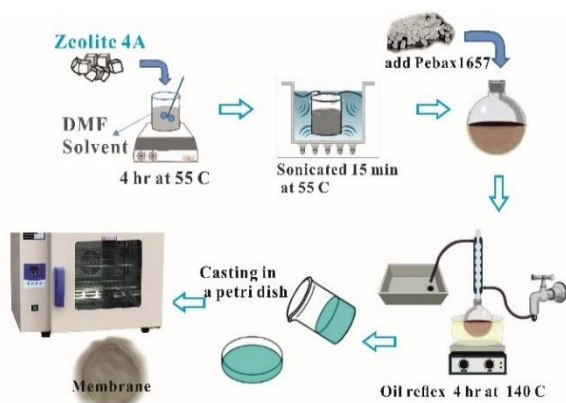 Zeolite 4A
DMF
Solvent
4 hr at 55 C
Sonicated 15 min
at 55 C
add Pebax1657
Oil reflex 4 hr at 140 C
Casting in
a petri dish
Membrane